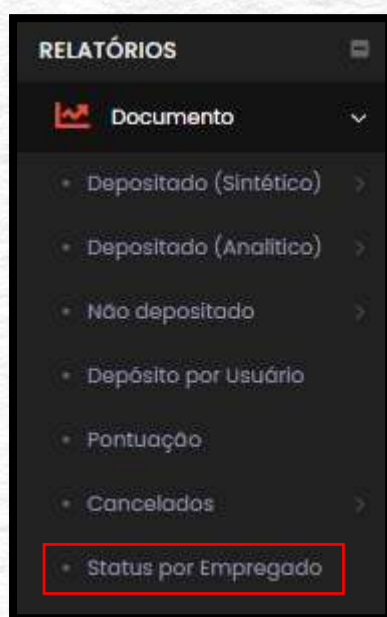 RELATÓRIOS
Documento
Depositado (Sintético)
Depositado (Analítico)
Não depositado
Depósito por Usuário
Pontuação
Cancelados
Status por Empregado